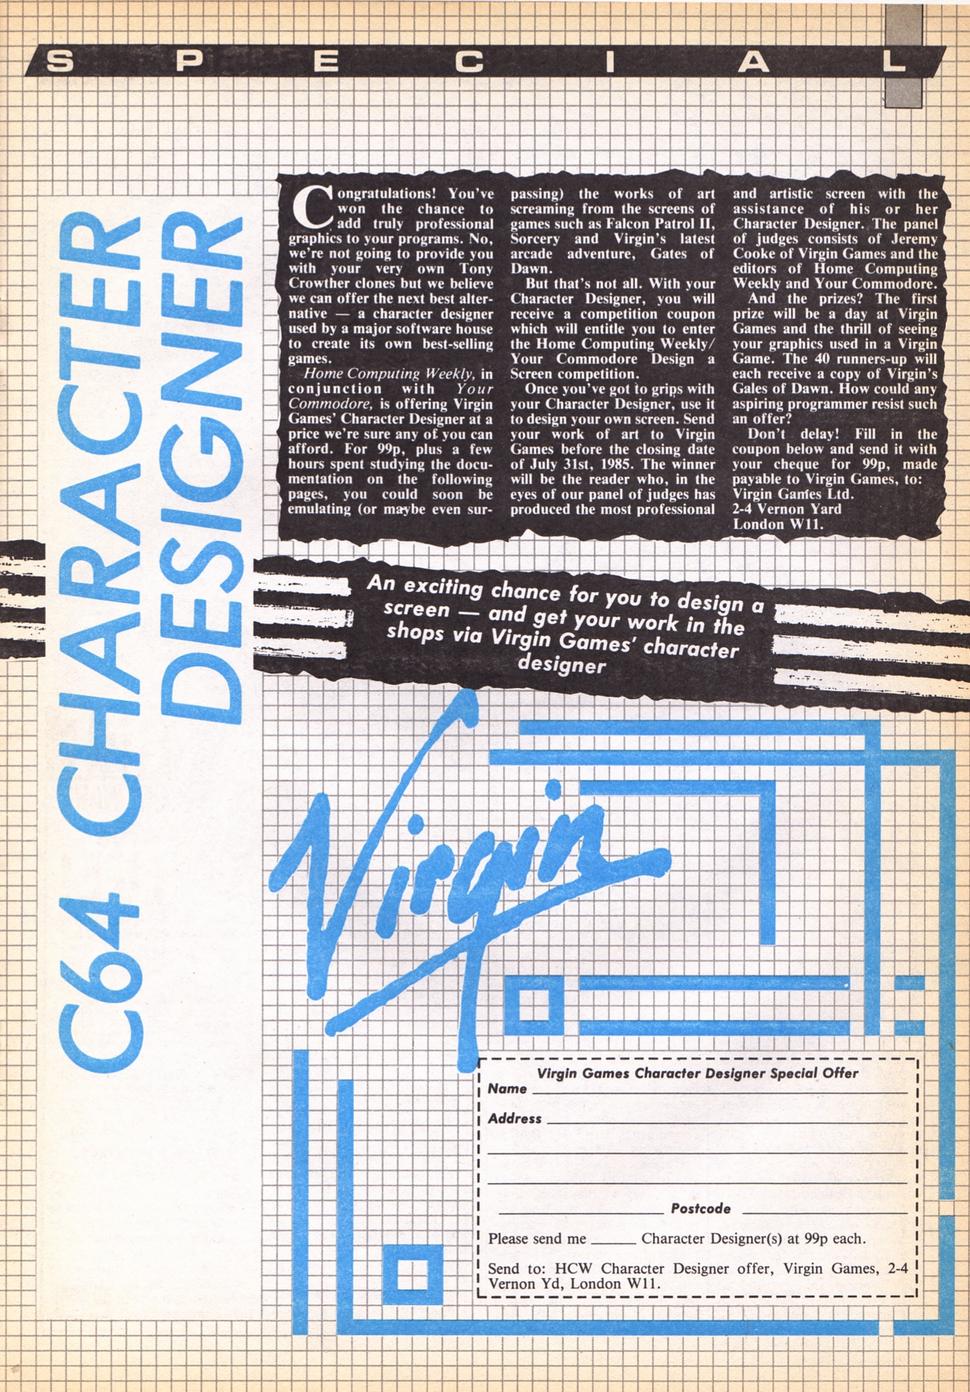 SPECIAL
C64 CHARACTER
DESIGNER
Congratulations! You've
won the chance to
add truly professional
graphics to your programs. No,
we're not going to provide you
with your very own Tony
Crowther clones but we believe
we can offer the next best alter-
native — a character designer
used by a major software house
to create its own best-selling
games.
Home Computing Weekly, in
conjunction with Your
Commodore, is offering Virgin
Games' Character Designer at a
price we're sure any of you can
afford. For 99p, plus a few
hours spent studying the docu-
mentation on the following
pages, you could soon be
emulating (or maybe even sur-
passing) the works of art
screaming from the screens of
games such as Falcon Patrol II,
Sorcery and Virgin's latest
arcade adventure, Gates of
Dawn.
But that's not all. With your
Character Designer, you will
receive a competition coupon
which will entitle you to enter
the Home Computing Weekly/
Your Commodore Design a
Screen competition.
Once you've got to grips with
your Character Designer, use it
to design your own screen. Send
your work of art to Virgin
Games before the closing date
of July 31st, 1985. The winner
will be the reader who, in the
eyes of our panel of judges has
produced the most professional
and artistic screen with the
assistance of his or her
Character Designer. The panel
of judges consists of Jeremy
Cooke of Virgin Games and the
editors of Home Computing
Weekly and Your Commodore.
And the prizes? The first
prize will be a day at Virgin
Games and the thrill of seeing
your graphics used in a Virgin
Game. The 40 runners-up will
each receive a copy of Virgin's
Gales of Dawn. How could any
aspiring programmer resist such
an offer?
Don't delay! Fill in the
coupon below and send it with
your cheque for 99p, made
payable to Virgin Games, to:
Virgin Games Ltd.
2-4 Vernon Yard
London W11.
An exciting chance for you to design a
screen — and get your work in the
shops via Virgin Games' character
designer
Virgin
Virgin Games Character Designer Special Offer
Name
Address
Postcode
Please send me ______ Character Designer(s) at 99p each.
Send to: HCW Character Designer offer, Virgin Games, 2-4
Vernon Yd, London W11.